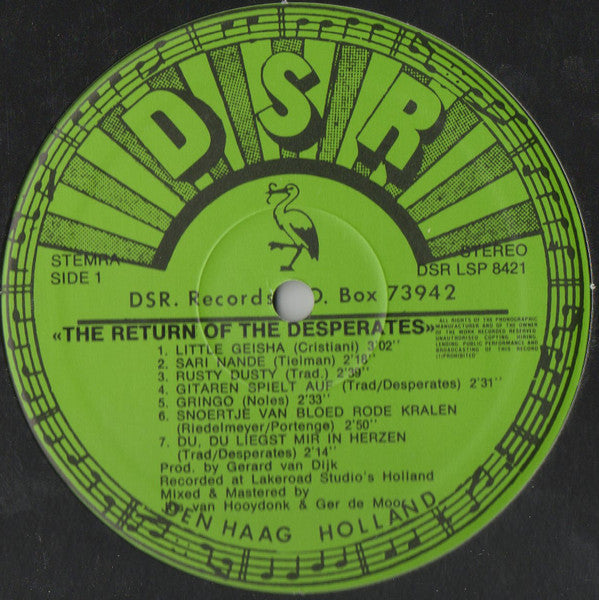 DSR
STEMRA
SIDE 1
STEREO
DSR LSP 8421
DSR. Records O. Box 73942
«THE RETURN OF THE DESPERATES»
ALL RIGHTS OF THE PHONOGRAPHIC
MANUFACTURER AND OF THE OWNER
OF THE WORK RECORDED RESERVED
UNAUTHORISED COPYING HIRING
LENDING PUBLIC PERFORMANCE AND
BROADCASTING OF THIS RECORD
PROHIBITED
1. LITTLE GEISHA (Cristiani) 3'02"
2. SARI NANDE (Tielman) 2'16"
3. RUSTY DUSTY (Trad.) 2'39"
4. GITAREN SPIELT AUF (Trad/Desperates) 2'31"
5. GRINGO (Noles) 2'33"
6. SNOERTJE VAN BLOED RODE KRALEN
(Riedelmeyer/Portenge) 2'50"
7. DU, DU LIEGST MIR IN HERZEN
(Trad/Desperates) 2'14"
Prod. by Gerard van Dijk
Recorded at Lakeroad Studio's Holland
Mixed & Mastered by
van Hooydonk & Ger de Moor
DEN HAAG HOLLAND